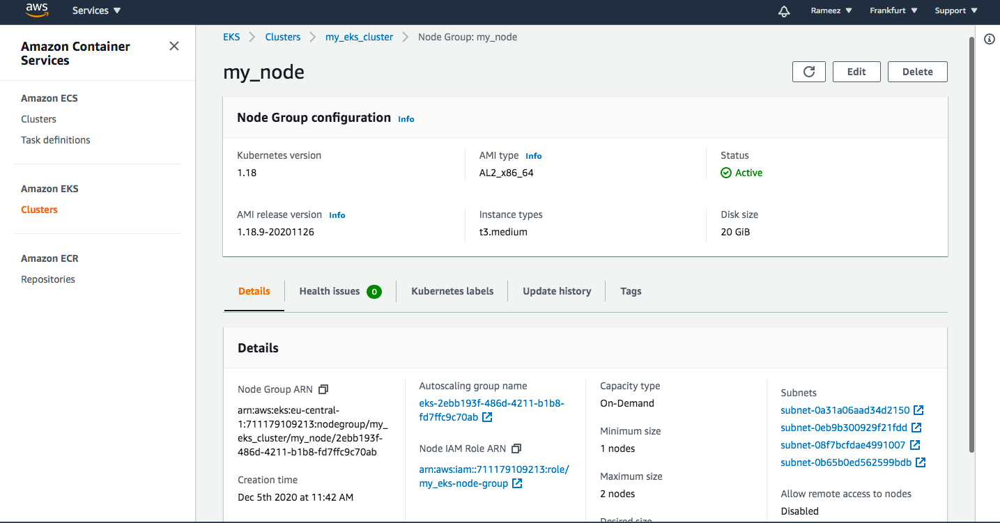 aws
Services
Rameez
Frankfurt
Support
Amazon Container
Services
Amazon ECS
Clusters
Task definitions
Amazon EKS
Clusters
Amazon ECR
Repositories
EKS
Clusters
my_eks_cluster
Node Group: my_node
my_node
Edit
Delete
Node Group configuration Info
Kubernetes version
1.18
AMI type Info
AL2_x86_64
Status
Active
AMI release version Info
1.18.9-20201126
Instance types
t3.medium
Disk size
20 GiB
Details
Health issues 0
Kubernetes labels
Update history
Tags
Details
Node Group ARN
arn:aws:eks:eu-central-
1:711179109213:nodegroup/my_
eks_cluster/my_node/2ebb193f-
486d-4211-b1b8-fd7ffc9c70ab
Creation time
Dec 5th 2020 at 11:42 AM
Autoscaling group name
eks-2ebb193f-486d-4211-b1b8-
fd7ffc9c70ab
Node IAM Role ARN
arn:aws:iam::711179109213:role/
my_eks-node-group
Capacity type
On-Demand
Minimum size
1 nodes
Maximum size
2 nodes
Desired size
Subnets
subnet-0a31a06aad34d2150
subnet-0eb9b300929f21fdd
subnet-08f7bcfdae4991007
subnet-0b65b0ed562599bdb
Allow remote access to nodes
Disabled